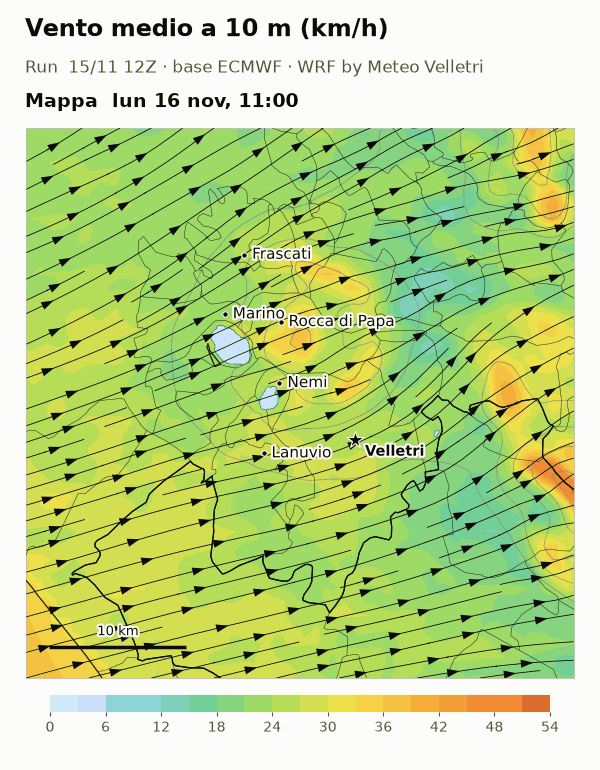 Vento medio a 10 m (km/h)
Run  15/11 12Z · base ECMWF · WRF by Meteo Velletri
Mappa  lun 16 nov, 11:00
Frascati
Marino
Rocca di Papa
Nemi
Velletri
Lanuvio
10 km
0 6 12 18 24 30 36 42 48 54